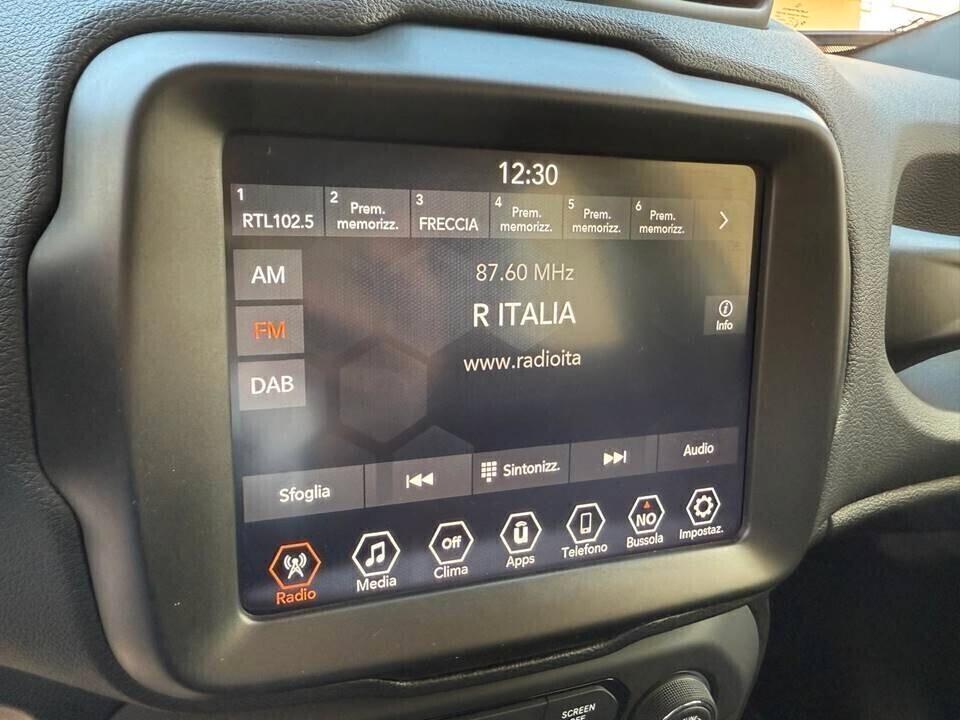 12:30
1 2 3 4 5 6
RTL102.5 Prem. memorizz. FRECCIA Prem. memorizz. Prem. memorizz. Prem. memorizz.
AM
87.60 MHz
R ITALIA
i
Info
FM
www.radioita
DAB
Sfoglia
Sintonizz.
Audio
Off
ū
NO
Radio
Media
Clima
Apps
Telefono
Bussola
Impostaz.
SCREEN
OFF